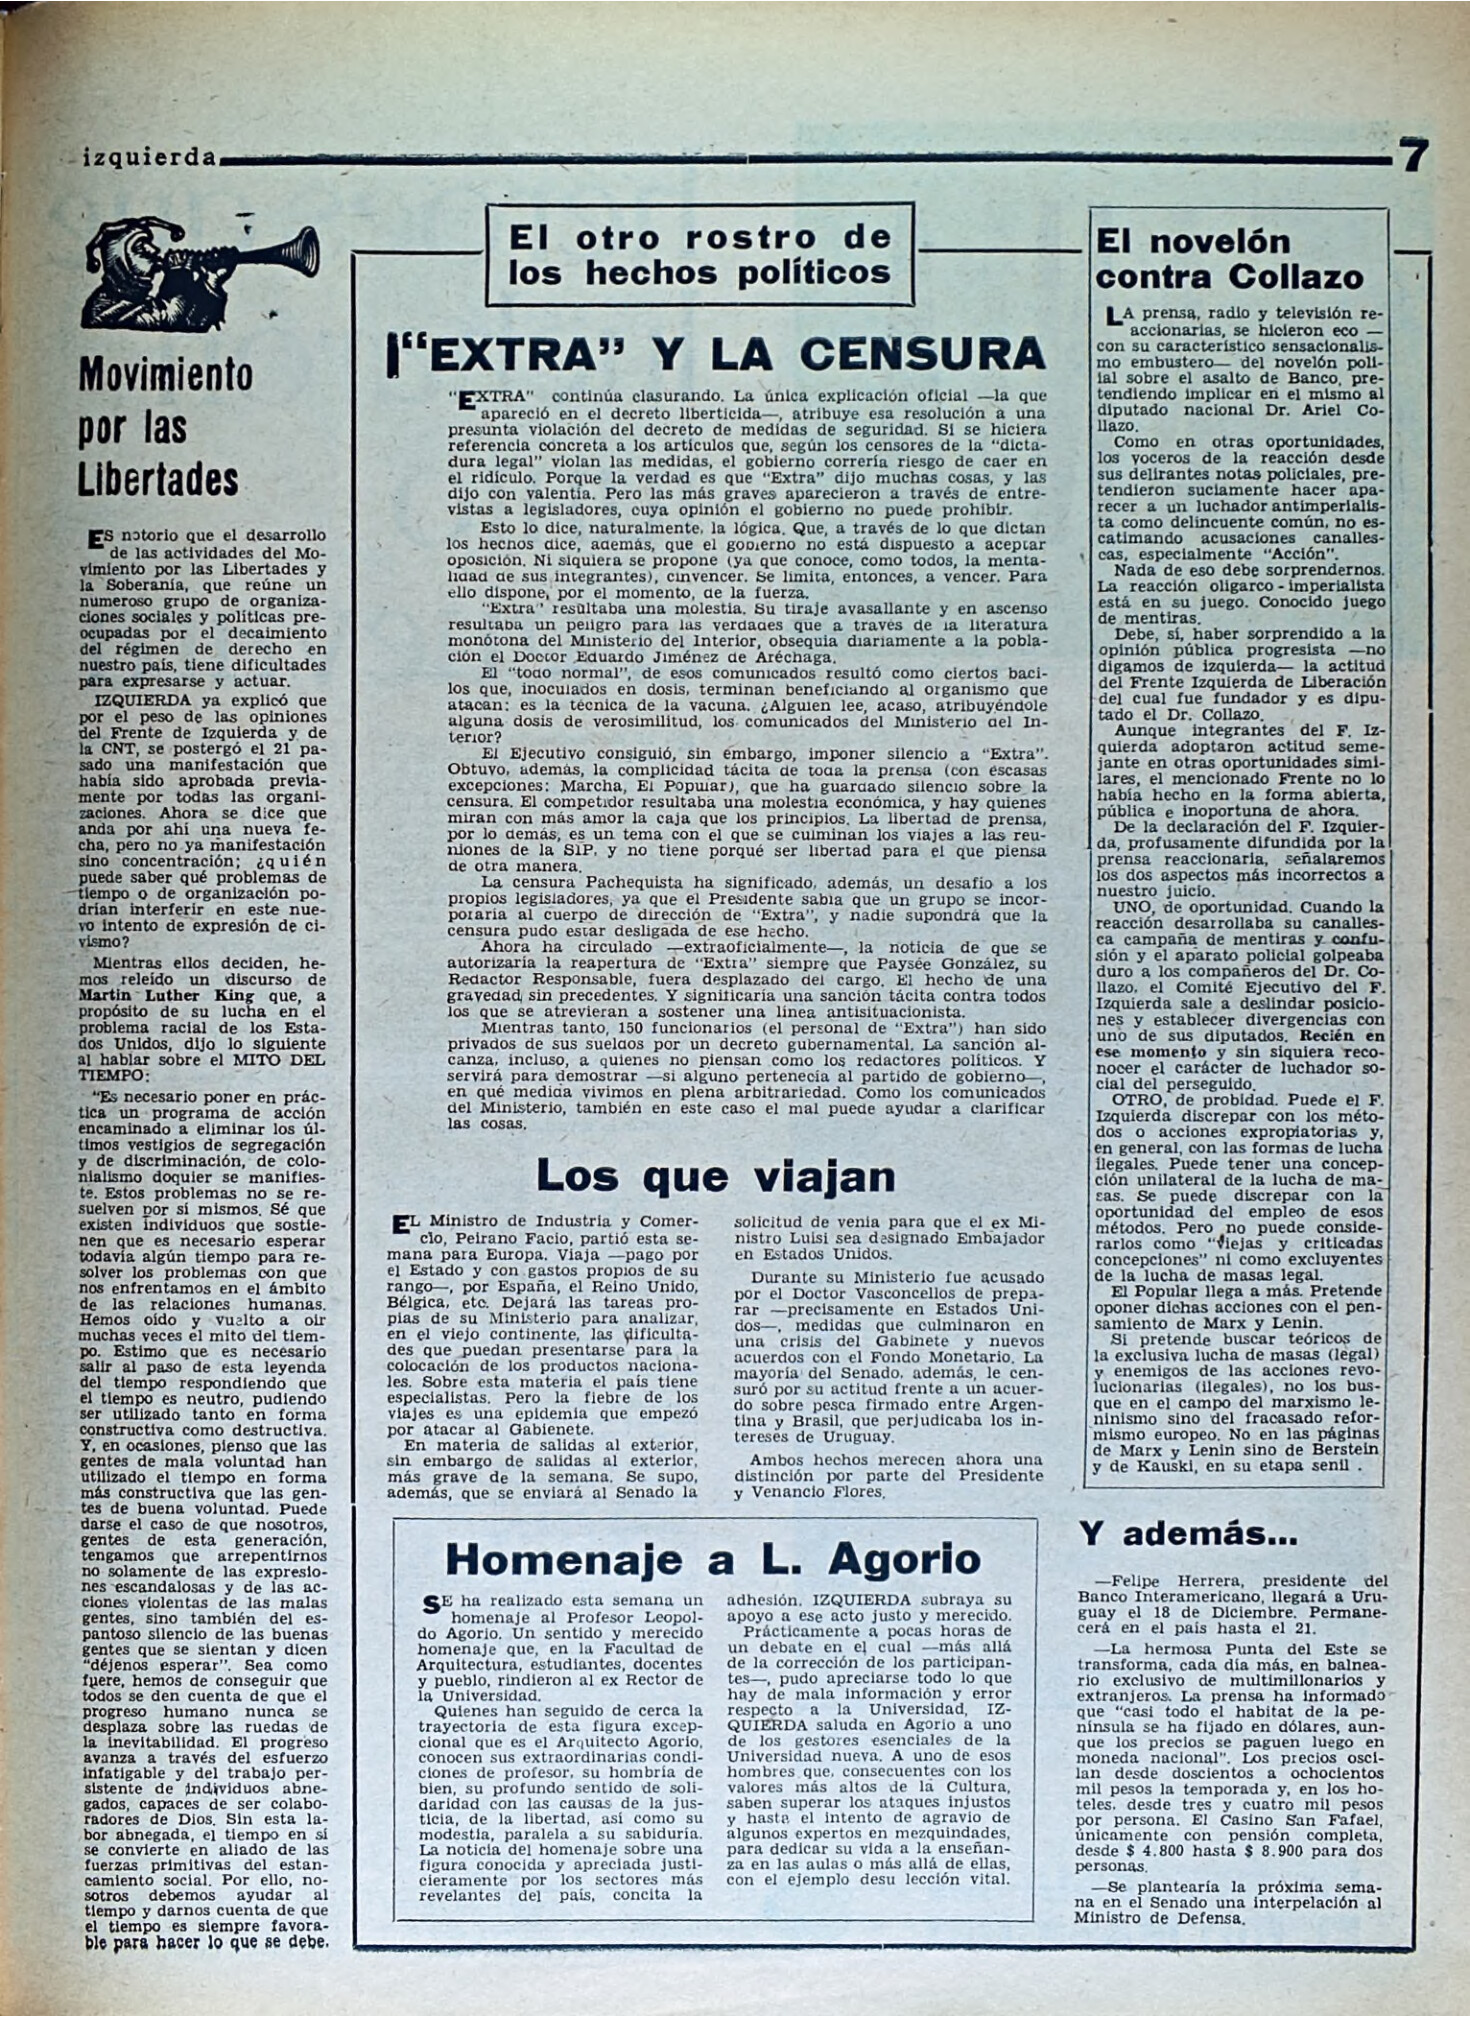 izquierda 7
Movimiento
por las
Libertades
ES notorio que el desarrollo
de las actividades del Mo-
vimiento por las Libertades y
la Soberanía, que reúne un
numeroso grupo de organiza-
ciones sociales y políticas pre-
ocupadas por el decaimiento
del régimen de derecho en
nuestro país, tiene dificultades
para expresarse y actuar.
IZQUIERDA ya explicó que
por el peso de las opiniones
del Frente de Izquierda y de
la CNT, se postergó el 21 pa-
sado una manifestación que
había sido aprobada previa-
mente por todas las organi-
zaciones. Ahora se dice que
anda por ahí una nueva fe-
cha, pero no ya manifestación
sino concentración; ¿quién
puede saber qué problemas de
tiempo o de organización po-
drían interferir en este nue-
vo intento de expresión de ci-
vismo?
Mientras ellos deciden, he-
mos releído un discurso de
Martin Luther King que, a
propósito de su lucha en el
problema racial de los Esta-
dos Unidos, dijo lo siguiente
al hablar sobre el MITO DEL
TIEMPO:
"Es necesario poner en prác-
tica un programa de acción
encaminado a eliminar los úl-
timos vestigios de segregación
y de discriminación, de colo-
nialismo doquier se manifies-
te. Estos problemas no se re-
suelven por sí mismos. Sé que
existen individuos que sostie-
nen que es necesario esperar
todavía algún tiempo para re-
solver los problemas con que
nos enfrentamos en el ámbito
de las relaciones humanas.
Hemos oído y vuelto a oir
muchas veces el mito del tiem-
po. Estimo que es necesario
salir al paso de esta leyenda
del tiempo respondiendo que
el tiempo es neutro, pudiendo
ser utilizado tanto en forma
constructiva como destructiva.
Y, en ocasiones, pienso que las
gentes de mala voluntad han
utilizado el tiempo en forma
más constructiva que las gen-
tes de buena voluntad. Puede
darse el caso de que nosotros,
gentes de esta generación,
tengamos que arrepentirnos
no solamente de las expresio-
nes escandalosas y de las ac-
ciones violentas de las malas
gentes, sino también del es-
pantoso silencio de las buenas
gentes que se sientan y dicen
"déjenos esperar". Sea como
fuere, hemos de conseguir que
todos se den cuenta de que el
progreso humano nunca se
desplaza sobre las ruedas de
la inevitabilidad. El progreso
avanza a través del esfuerzo
infatigable y del trabajo per-
sistente de individuos abne-
gados, capaces de ser colabo-
radores de Dios. Sin esta la-
bor abnegada, el tiempo en sí
se convierte en aliado de las
fuerzas primitivas del estan-
camiento social. Por ello, no-
sotros debemos ayudar al
tiempo y darnos cuenta de que
el tiempo es siempre favora-
ble para hacer lo que se debe.
El otro rostro de
los hechos políticos
"EXTRA" Y LA CENSURA
"EXTRA" continúa clasurando. La única explicación oficial —la que
apareció en el decreto liberticida—, atribuye esa resolución a una
presunta violación del decreto de medidas de seguridad. Si se hiciera
referencia concreta a los artículos que, según los censores de la "dicta-
dura legal" violan las medidas, el gobierno correría riesgo de caer en
el ridículo. Porque la verdad es que "Extra" dijo muchas cosas, y las
dijo con valentía. Pero las más graves aparecieron a través de entre-
vistas a legisladores, cuya opinión el gobierno no puede prohibir.
Esto lo dice, naturalmente, la lógica. Que, a través de lo que dictan
los hechos dice, además, que el gobierno no está dispuesto a aceptar
oposición. Ni siquiera se propone (ya que conoce, como todos, la menta-
lidad de sus integrantes), cinvencer. Se limita, entonces, a vencer. Para
ello dispone, por el momento, de la fuerza.
"Extra" resultaba una molestia. Su tiraje avasallante y en ascenso
resultaba un peligro para las verdades que a través de la literatura
monótona del Ministerio del Interior, obsequia diariamente a la pobla-
ción el Doctor Eduardo Jiménez de Aréchaga.
El "todo normal", de esos comunicados resultó como ciertos baci-
los que, inoculados en dosis, terminan beneficiando al organismo que
atacan: es la técnica de la vacuna. ¿Alguien lee, acaso, atribuyéndole
alguna dosis de verosimilitud, los comunicados del Ministerio del In-
terior?
El Ejecutivo consiguió, sin embargo, imponer silencio a "Extra".
Obtuvo, además, la complicidad tácita de toda la prensa (con escasas
excepciones: Marcha, El Popular), que ha guardado silencio sobre la
censura. El competidor resultaba una molestia económica, y hay quienes
miran con más amor la caja que los principios. La libertad de prensa,
por lo demás, es un tema con el que se culminan los viajes a las reu-
niones de la SIP, y no tiene porqué ser libertad para el que piensa
de otra manera.
La censura Pachequista ha significado, además, un desafío a los
propios legisladores, ya que el Presidente sabía que un grupo se incor-
poraría al cuerpo de dirección de "Extra", y nadie supondrá que la
censura pudo estar desligada de ese hecho.
Ahora ha circulado —extraoficialmente—, la noticia de que se
autorizaría la reapertura de "Extra" siempre que Paysée González, su
Redactor Responsable, fuera desplazado del cargo. El hecho de una
gravedad sin precedentes. Y significaría una sanción tácita contra todos
los que se atrevieran a sostener una línea antisituacionista.
Mientras tanto, 150 funcionarios (el personal de "Extra") han sido
privados de sus sueldos por un decreto gubernamental. La sanción al-
canza, incluso, a quienes no piensan como los redactores políticos. Y
servirá para demostrar —si alguno pertenecía al partido de gobierno—,
en qué medida vivimos en plena arbitrariedad. Como los comunicados
del Ministerio, también en este caso el mal puede ayudar a clarificar
las cosas.
Los que viajan
EL Ministro de Industria y Comer-
cio, Peirano Facio, partió esta se-
mana para Europa. Viaja —pago por
el Estado y con gastos propios de su
rango—, por España, el Reino Unido,
Bélgica, etc. Dejará las tareas pro-
pias de su Ministerio para analizar,
en el viejo continente, las dificulta-
des que puedan presentarse para la
colocación de los productos naciona-
les. Sobre esta materia el país tiene
especialistas. Pero la fiebre de los
viajes es una epidemia que empezó
por atacar al Gabienete.
En materia de salidas al exterior,
sin embargo de salidas al exterior,
más grave de la semana. Se supo,
además, que se enviará al Senado la
solicitud de venia para que el ex Mi-
nistro Luisi sea designado Embajador
en Estados Unidos.
Durante su Ministerio fue acusado
por el Doctor Vasconcellos de prepa-
rar —precisamente en Estados Uni-
dos—, medidas que culminaron en
una crisis del Gabinete y nuevos
acuerdos con el Fondo Monetario. La
mayoría del Senado, además, le cen-
suró por su actitud frente a un acuer-
do sobre pesca firmado entre Argen-
tina y Brasil, que perjudicaba los in-
tereses de Uruguay.
Ambos hechos merecen ahora una
distinción por parte del Presidente
y Venancio Flores.
Homenaje a L. Agorio
SE ha realizado esta semana un
homenaje al Profesor Leopol-
do Agorio. Un sentido y merecido
homenaje que, en la Facultad de
Arquitectura, estudiantes, docentes
y pueblo, rindieron al ex Rector de
la Universidad.
Quienes han seguido de cerca la
trayectoria de esta figura excep-
cional que es el Arquitecto Agorio,
conocen sus extraordinarias condi-
ciones de profesor, su hombría de
bien, su profundo sentido de soli-
daridad con las causas de la jus-
ticia, de la libertad, así como su
modestia, paralela a su sabiduría.
La noticia del homenaje sobre una
figura conocida y apreciada justi-
cieramente por los sectores más
revelantes del país, concita la
adhesión. IZQUIERDA subraya su
apoyo a ese acto justo y merecido.
Prácticamente a pocas horas de
un debate en el cual —más allá
de la corrección de los participan-
tes—, pudo apreciarse todo lo que
hay de mala información y error
respecto a la Universidad, IZ-
QUIERDA saluda en Agorio a uno
de los gestores esenciales de la
Universidad nueva. A uno de esos
hombres que, consecuentes con los
valores más altos de la Cultura,
saben superar los ataques injustos
y hasta el intento de agravio de
algunos expertos en mezquindades,
para dedicar su vida a la enseñan-
za en las aulas o más allá de ellas,
con el ejemplo desu lección vital.
El novelón
contra Collazo
LA prensa, radio y televisión re-
accionarias, se hicieron eco —
con su característico sensacionalis-
mo embustero— del novelón poli-
ial sobre el asalto de Banco, pre-
tendiendo implicar en el mismo al
diputado nacional Dr. Ariel Co-
llazo.
Como en otras oportunidades,
los voceros de la reacción desde
sus delirantes notas policiales, pre-
tendieron suciamente hacer apa-
recer a un luchador antimperialis-
ta como delincuente común, no es-
catimando acusaciones canalles-
cas, especialmente "Acción".
Nada de eso debe sorprendernos.
La reacción oligarco-imperialista
está en su juego. Conocido juego
de mentiras.
Debe, sí, haber sorprendido a la
opinión pública progresista —no
digamos de izquierda— la actitud
del Frente Izquierda de Liberación
del cual fue fundador y es dipu-
tado el Dr. Collazo.
Aunque integrantes del F. Iz-
quierda adoptaron actitud seme-
jante en otras oportunidades simi-
lares, el mencionado Frente no lo
había hecho en la forma abierta,
pública e inoportuna de ahora.
De la declaración del F. Izquier-
da, profusamente difundida por la
prensa reaccionaria, señalaremos
los dos aspectos más incorrectos a
nuestro juicio.
UNO, de oportunidad. Cuando la
reacción desarrollaba su canalles-
ca campaña de mentiras y confu-
sión y el aparato policial golpeaba
duro a los compañeros del Dr. Co-
llazo, el Comité Ejecutivo del F.
Izquierda sale a deslindar posicio-
nes y establecer divergencias con
uno de sus diputados. Recién en
ese momento y sin siquiera reco-
nocer el carácter de luchador so-
cial del perseguido.
OTRO, de probidad. Puede el F.
Izquierda discrepar con los méto-
dos o acciones expropiatorias y,
en general, con las formas de lucha
ilegales. Puede tener una concep-
ción unilateral de la lucha de ma-
sas. Se puede discrepar con la
oportunidad del empleo de esos
métodos. Pero no puede conside-
rarlos como "viejas y criticadas
concepciones" ni como excluyentes
de la lucha de masas legal.
El Popular llega a más. Pretende
oponer dichas acciones con el pen-
samiento de Marx y Lenin.
Si pretende buscar teóricos de
la exclusiva lucha de masas (legal)
y enemigos de las acciones revo-
lucionarias (ilegales), no los bus-
que en el campo del marxismo le-
ninismo sino del fracasado refor-
mismo europeo. No en las páginas
de Marx y Lenin sino de Berstein
y de Kauski, en su etapa senil .
Y además...
—Felipe Herrera, presidente del
Banco Interamericano, llegará a Uru-
guay el 18 de Diciembre. Permane-
cerá en el país hasta el 21.
—La hermosa Punta del Este se
transforma, cada día más, en balnea-
rio exclusivo de multimillonarios y
extranjeros. La prensa ha informado
que "casi todo el habitat de la pe-
nínsula se ha fijado en dólares, aun-
que los precios se paguen luego en
moneda nacional". Los precios osci-
lan desde doscientos a ochocientos
mil pesos la temporada y, en los ho-
teles, desde tres y cuatro mil pesos
por persona. El Casino San Fafael,
únicamente con pensión completa,
desde $ 4.800 hasta $ 8.900 para dos
personas.
—Se plantearía la próxima sema-
na en el Senado una interpelación al
Ministro de Defensa.